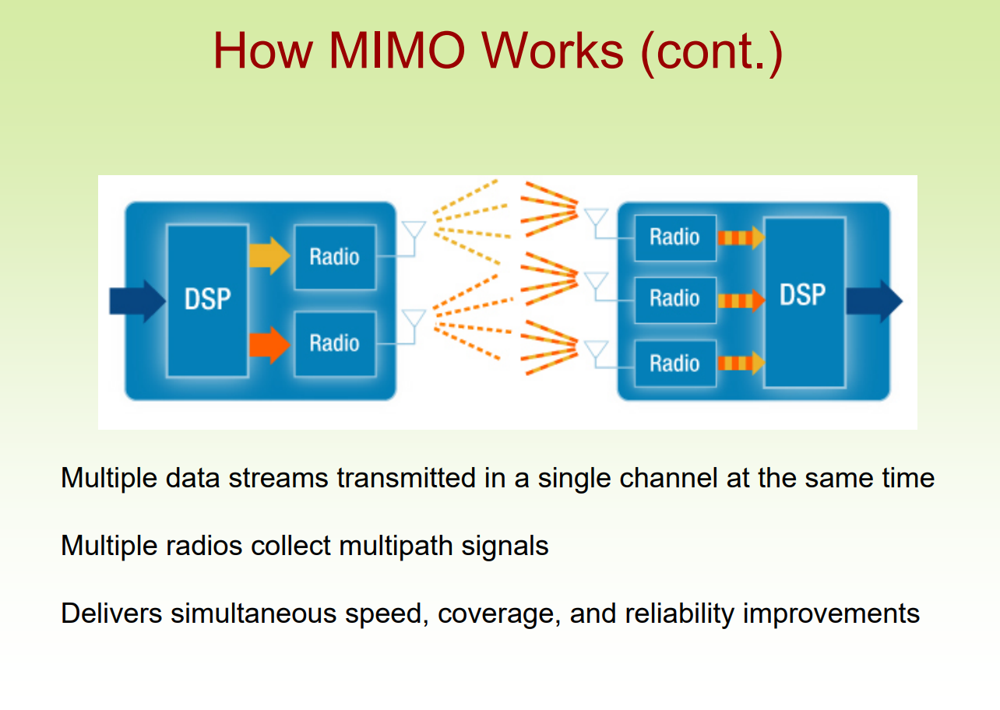 How MIMO Works (cont.)
DSP
Radio
Radio
Radio
Radio
Radio
DSP
Multiple data streams transmitted in a single channel at the same time
Multiple radios collect multipath signals
Delivers simultaneous speed, coverage, and reliability improvements